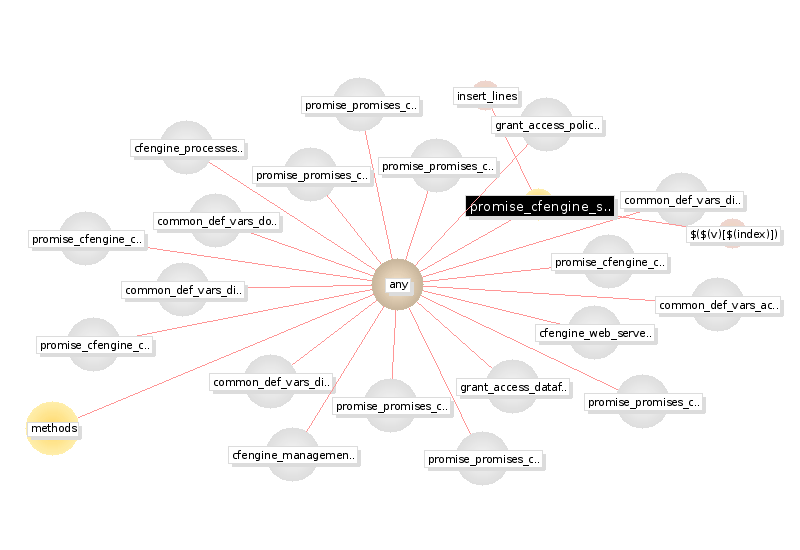 insert_lines
promise_promises_c..
grant_access_polic..
cfengine_processes..
promise_promises_c..
promise_promises_c..
common_def_vars_di..
promise_cfengine_s..
common_def_vars_do..
$($(v)[$(index)])
promise_cfengine_c..
promise_cfengine_c..
any
common_def_vars_di..
common_def_vars_ac..
cfengine_web_serve..
promise_cfengine_c..
common_def_vars_di..
grant_access_dataf..
promise_promises_c..
promise_promises_c..
methods
cfengine_managemen..
promise_promises_c..